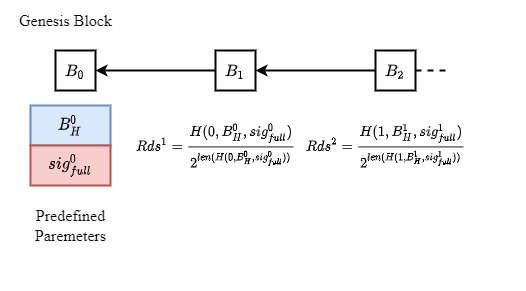 Genesis Block
B_0 B_1 B_2
B_H^0
sig_{full}^0
Rds^1 = \frac{H(0,B_H^0,sig_{full}^0)}{2^{len(H(0,B_H^0,sig_{full}^0))}} Rds^2 = \frac{H(1,B_H^1,sig_{full}^1)}{2^{len(H(1,B_H^1,sig_{full}^1))}}
Predefined
Paremeters